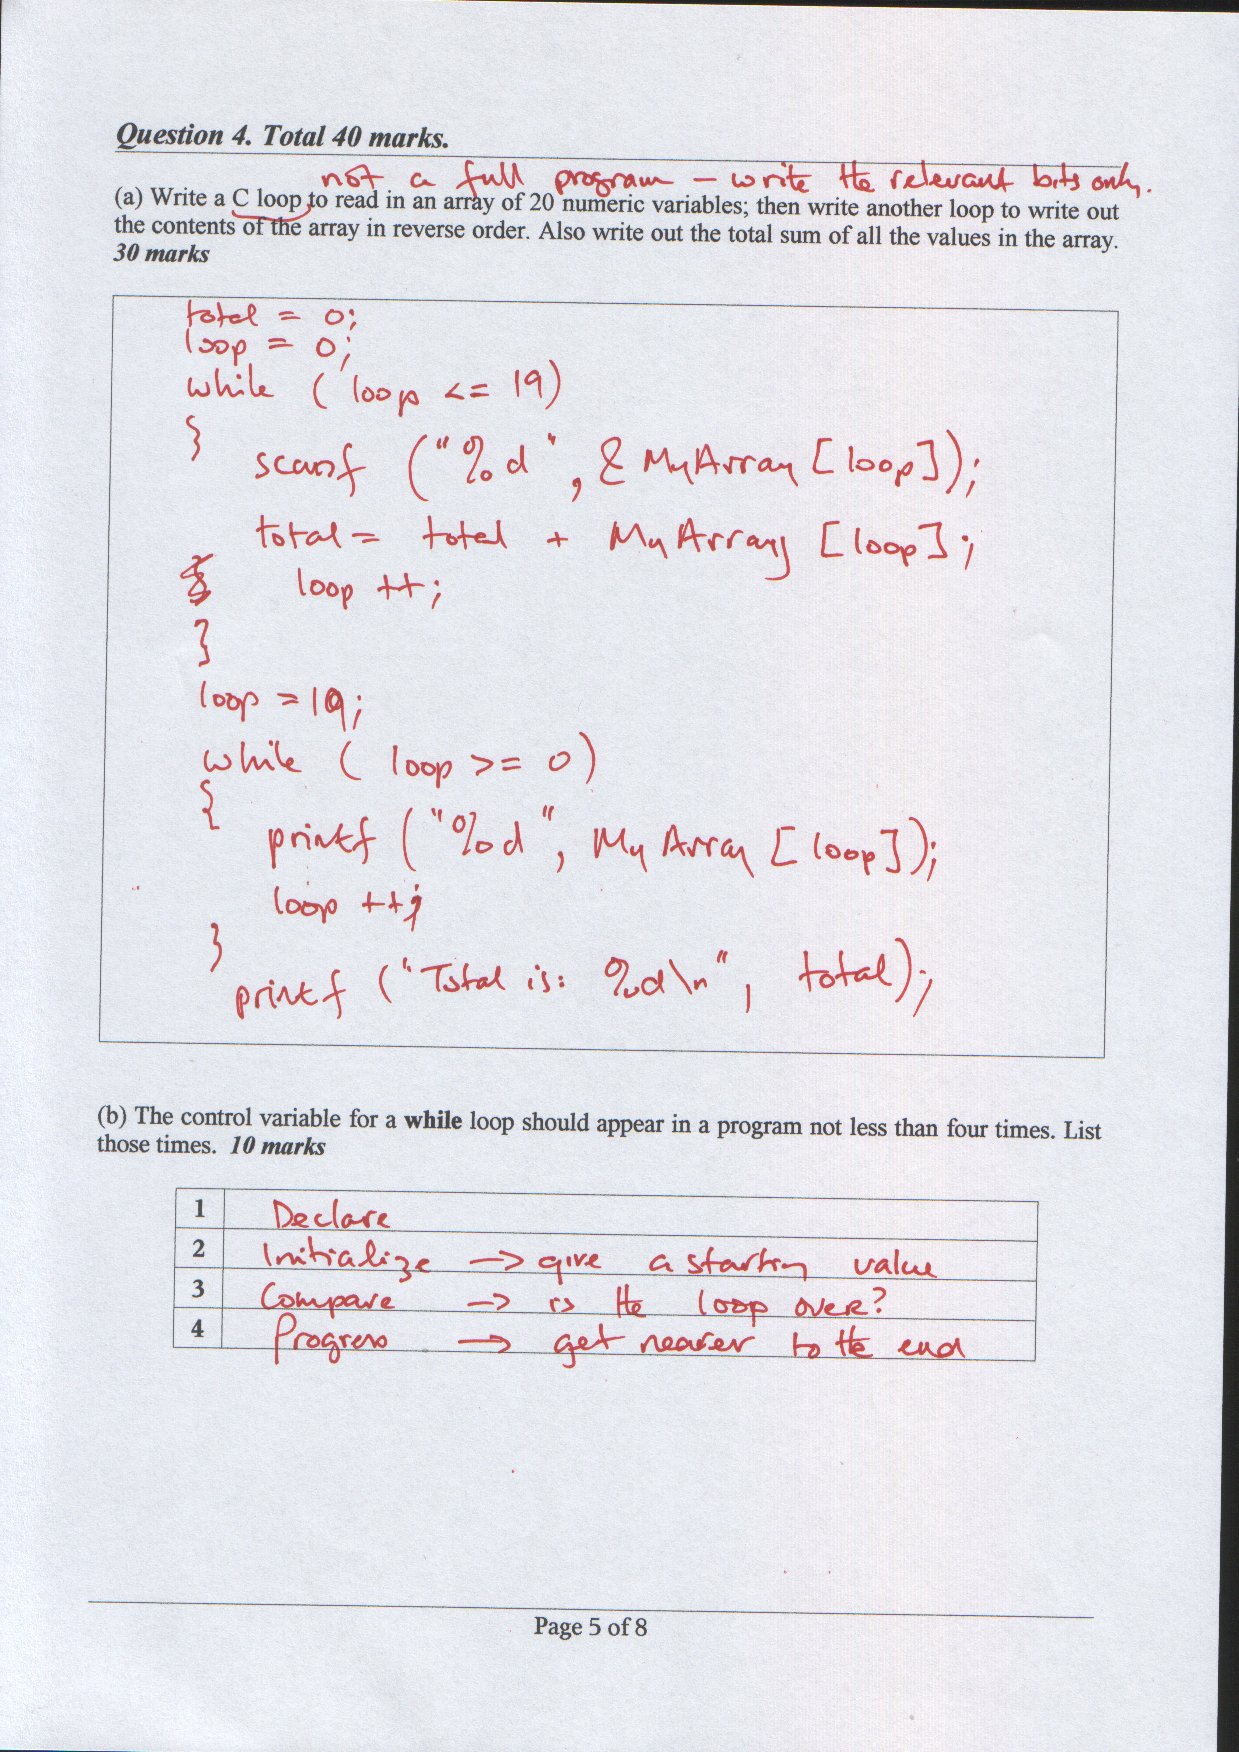 Question 4. Total 40 marks.
not a full program – write the relevant bits only.
(a) Write a C loop to read in an array of 20 numeric variables; then write another loop to write out
the contents of the array in reverse order. Also write out the total sum of all the values in the array.
30 marks
total = 0;
loop = 0;
while ( loop <= 19)
}
scanf ("%d", & MyArray [loop]);
total = total + MyArray [loop];
loop ++;
}
loop = 19;
while ( loop >= 0)
{
printf ("%d", MyArray [loop]);
loop ++;
}
printf ("Total is: %d\n", total);
(b) The control variable for a while loop should appear in a program not less than four times. List
those times. 10 marks
1 Declare
2 Initialize → give a starting value
3 Compare → is the loop over?
4 Progress → get nearer to the end
Page 5 of 8